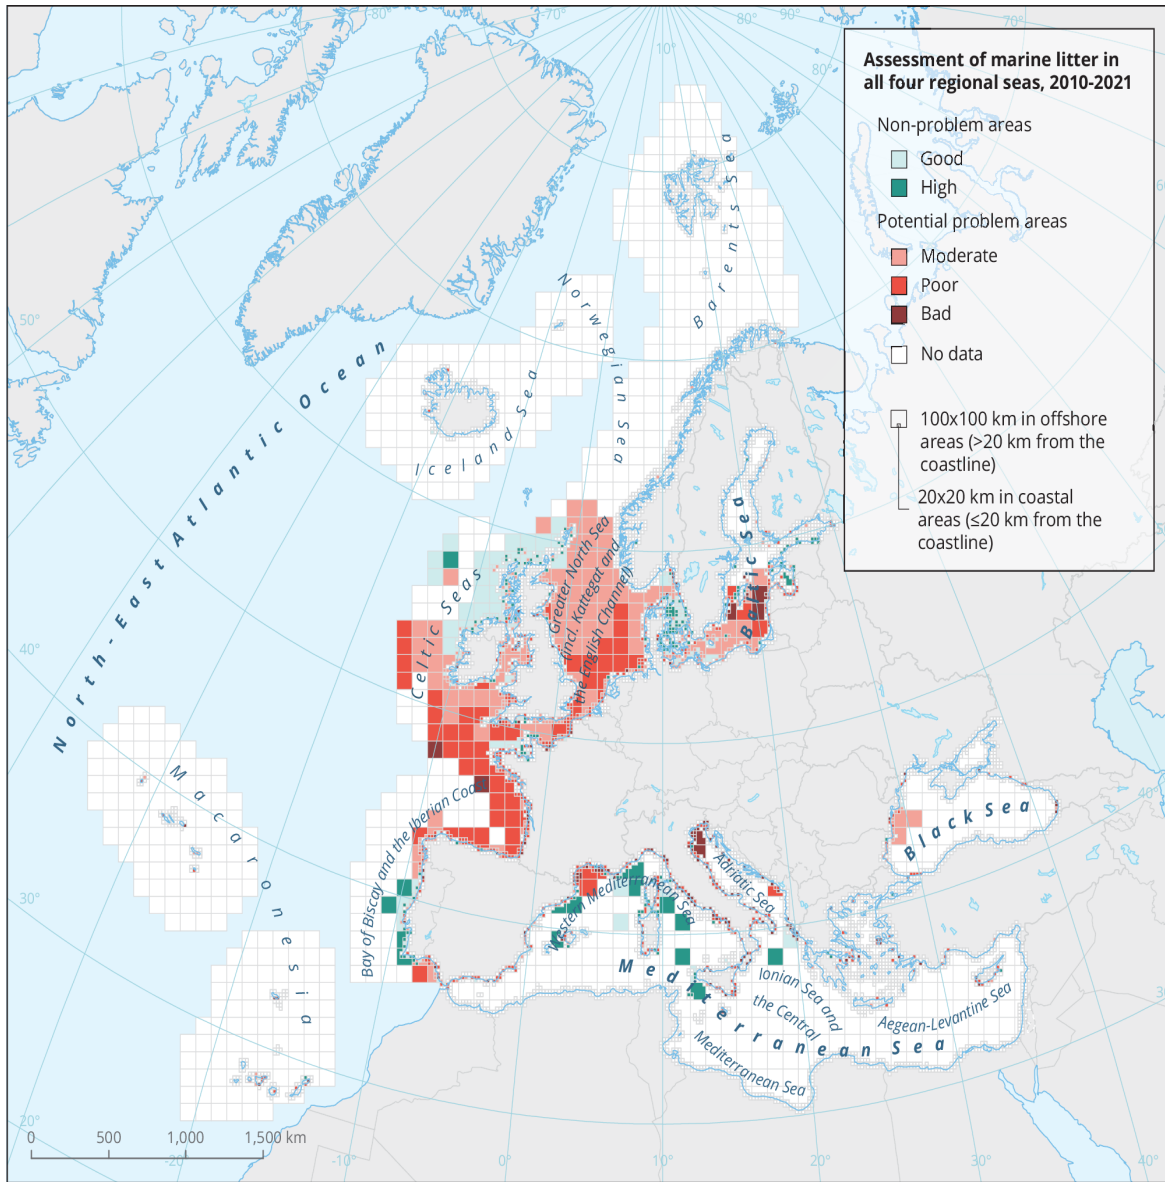 Assessment of marine litter in
all four regional seas, 2010-2021
Non-problem areas
Good
High
Potential problem areas
Moderate
Poor
Bad
No data
100x100 km in offshore
areas (>20 km from the
coastline)
20x20 km in coastal
areas (≤20 km from the
coastline)
-80°
10°
80°
90°
70°
80°
50°
40°
30°
20°
-20°
-10°
0°
10°
20°
30°
40°
40°
Barents Sea
Norwegian Sea
Iceland Sea
North-East Atlantic Ocean
Celtic Seas
Greater North Sea
(incl. Kattegat and
the English Channel)
Baltic Sea
Macaronesia
Bay of Biscay and the Iberian Coast
Western Mediterranean Sea
Adriatic Sea
Black Sea
Mediterranean Sea
Ionian Sea and
the Central
Mediterranean Sea
Aegean-Levantine Sea
0 500 1,000 1,500 km